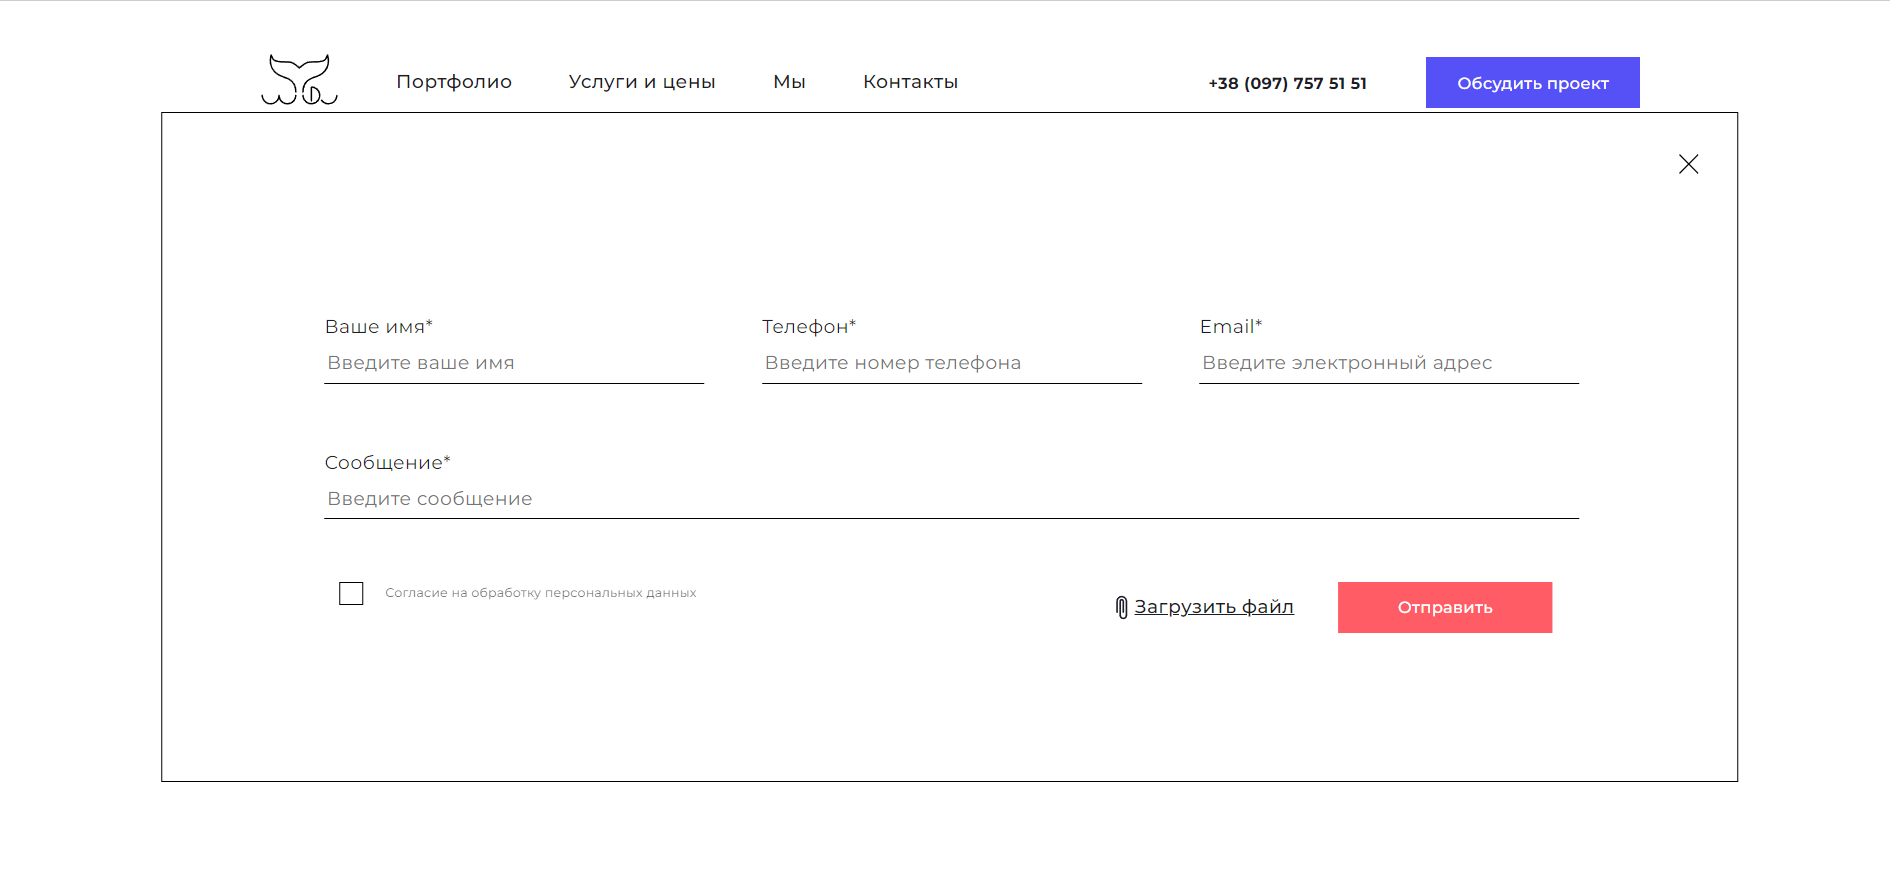 Портфолио Услуги и цены Мы Контакты +38 (097) 757 51 51 Обсудить проект
Ваше имя* Телефон* Email*
Введите ваше имя Введите номер телефона Введите электронный адрес
Сообщение*
Введите сообщение
Согласие на обработку персональных данных
Загрузить файл Отправить